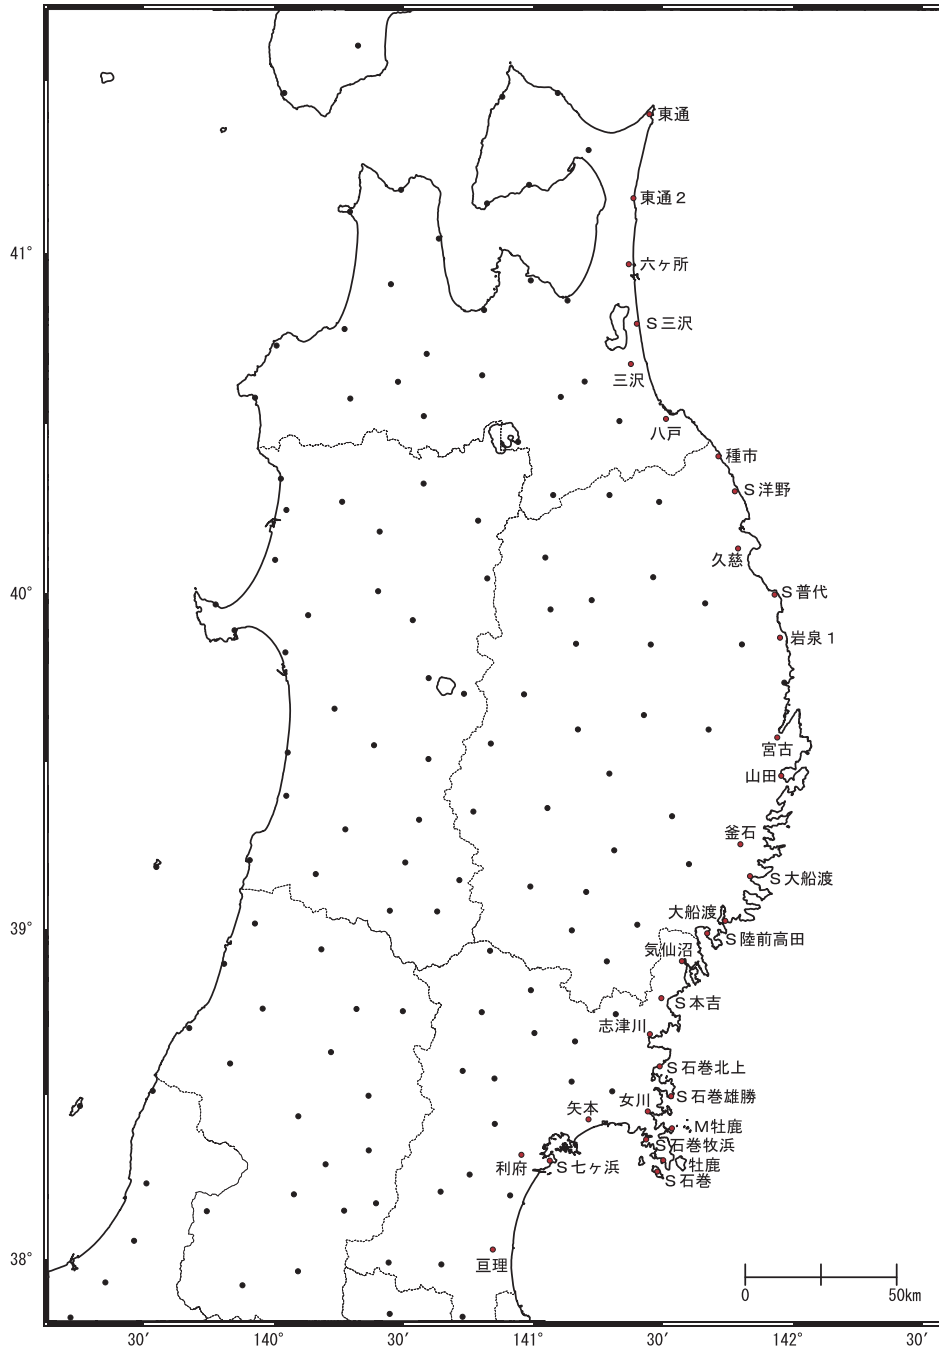 東通
東通2
41°
六ヶ所
S三沢
三沢
八戸
種市
S洋野
久慈
40°
S普代
岩泉1
宮古
山田
釜石
S大船渡
大船渡
39°
S陸前高田
気仙沼
S本吉
志津川
S石巻北上
S石巻雄勝
女川
矢本
M牡鹿
S石巻牧浜
利府
S七ヶ浜
牡鹿
S石巻
38°
亘理
0 50km
30′ 140° 30′ 141° 30′ 142° 30′